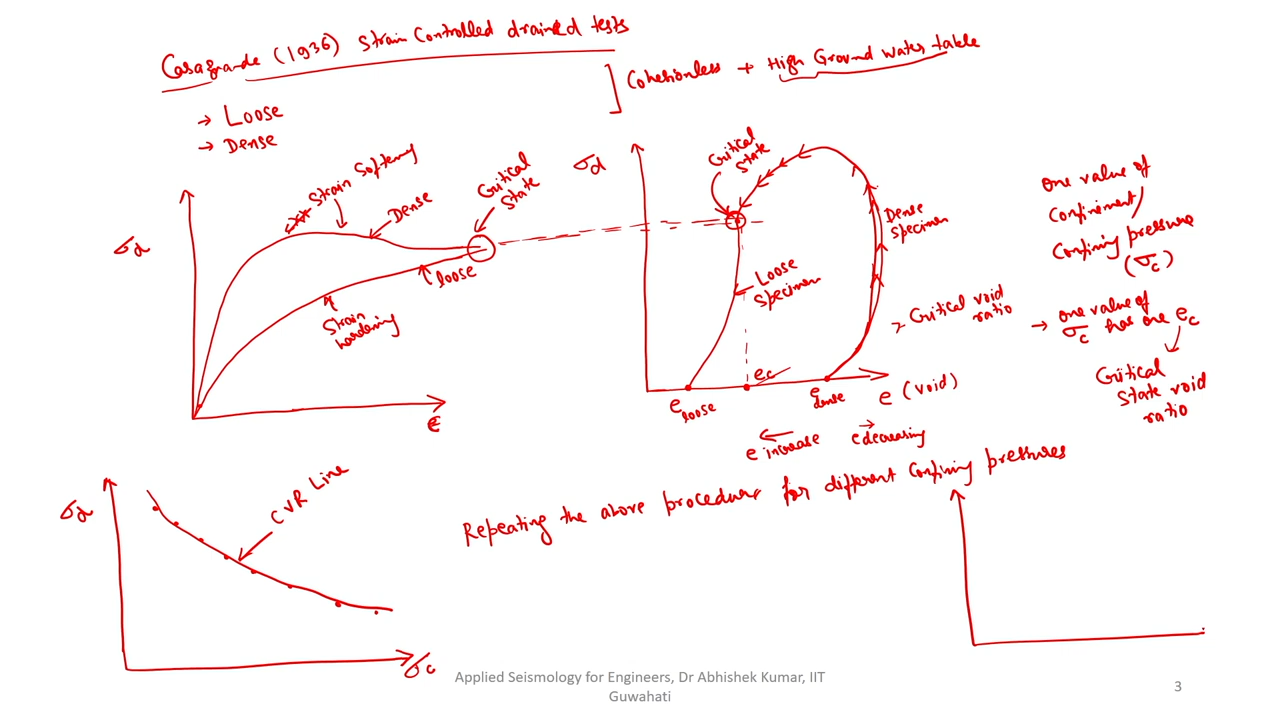 Casagrande (1936) Strain Controlled drained tests
Cohesionless + High Ground water table
→ Loose
→ Dense
σd
Strain Softening
Dense
Critical
State
loose
Strain
hardening
ε
σd
Critical
State
Dense
specimen
Loose
Specimen
> Critical void
ratio
ec
e loose
e dense
e (void)
e increase
e decreasing
one value of
Confinement/
Confining pressure
(σc)
→ one value of
σc has one ec
Critical
State void
ratio
Repeating the above procedure for different Confining pressures
σd
CVR Line
σc
Applied Seismology for Engineers, Dr Abhishek Kumar, IIT
Guwahati
3